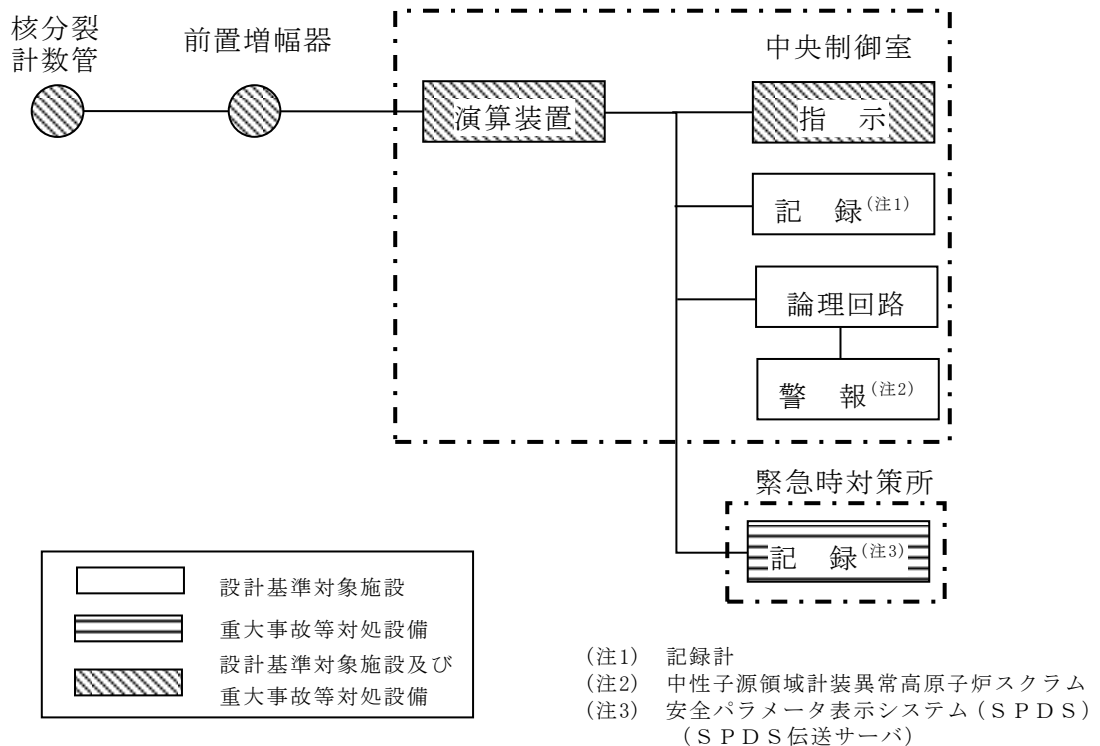 核分裂
計数管
前置増幅器
中央制御室
演算装置
指　示
記　録(注1)
論理回路
警　報(注2)
緊急時対策所
記　録(注3)
設計基準対象施設
重大事故等対処設備
設計基準対象施設及び
重大事故等対処設備
(注1)　記録計
(注2)　中性子源領域計装異常高原子炉スクラム
(注3)　安全パラメータ表示システム(ＳＰＤＳ)
(ＳＰＤＳ伝送サーバ)